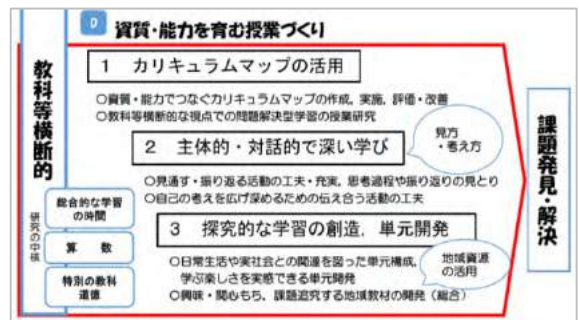 D 資質・能力を育む授業づくり
教科等横断的
研究の中核
総合的な学習
の時間
算 数
特別の教科
道徳
1 カリキュラムマップの活用
○資質・能力でつなぐカリキュラムマップの作成,実施,評価・改善
○教科等横断的な視点での問題解決型学習の授業研究
2 主体的・対話的で深い学び
見方
・考え方
○見通す・振り返る活動の工夫・充実,思考過程や振り返りの見とり
○自己の考えを広げ深めるための伝え合う活動の工夫
3 探究的な学習の創造,単元開発
○日常生活や実社会との関連を図った単元構成,
学ぶ楽しさを実感できる単元開発
○興味・関心もち、課題追究する地域教材の開発(総合)
地域資源
の活用
課題発見・解決